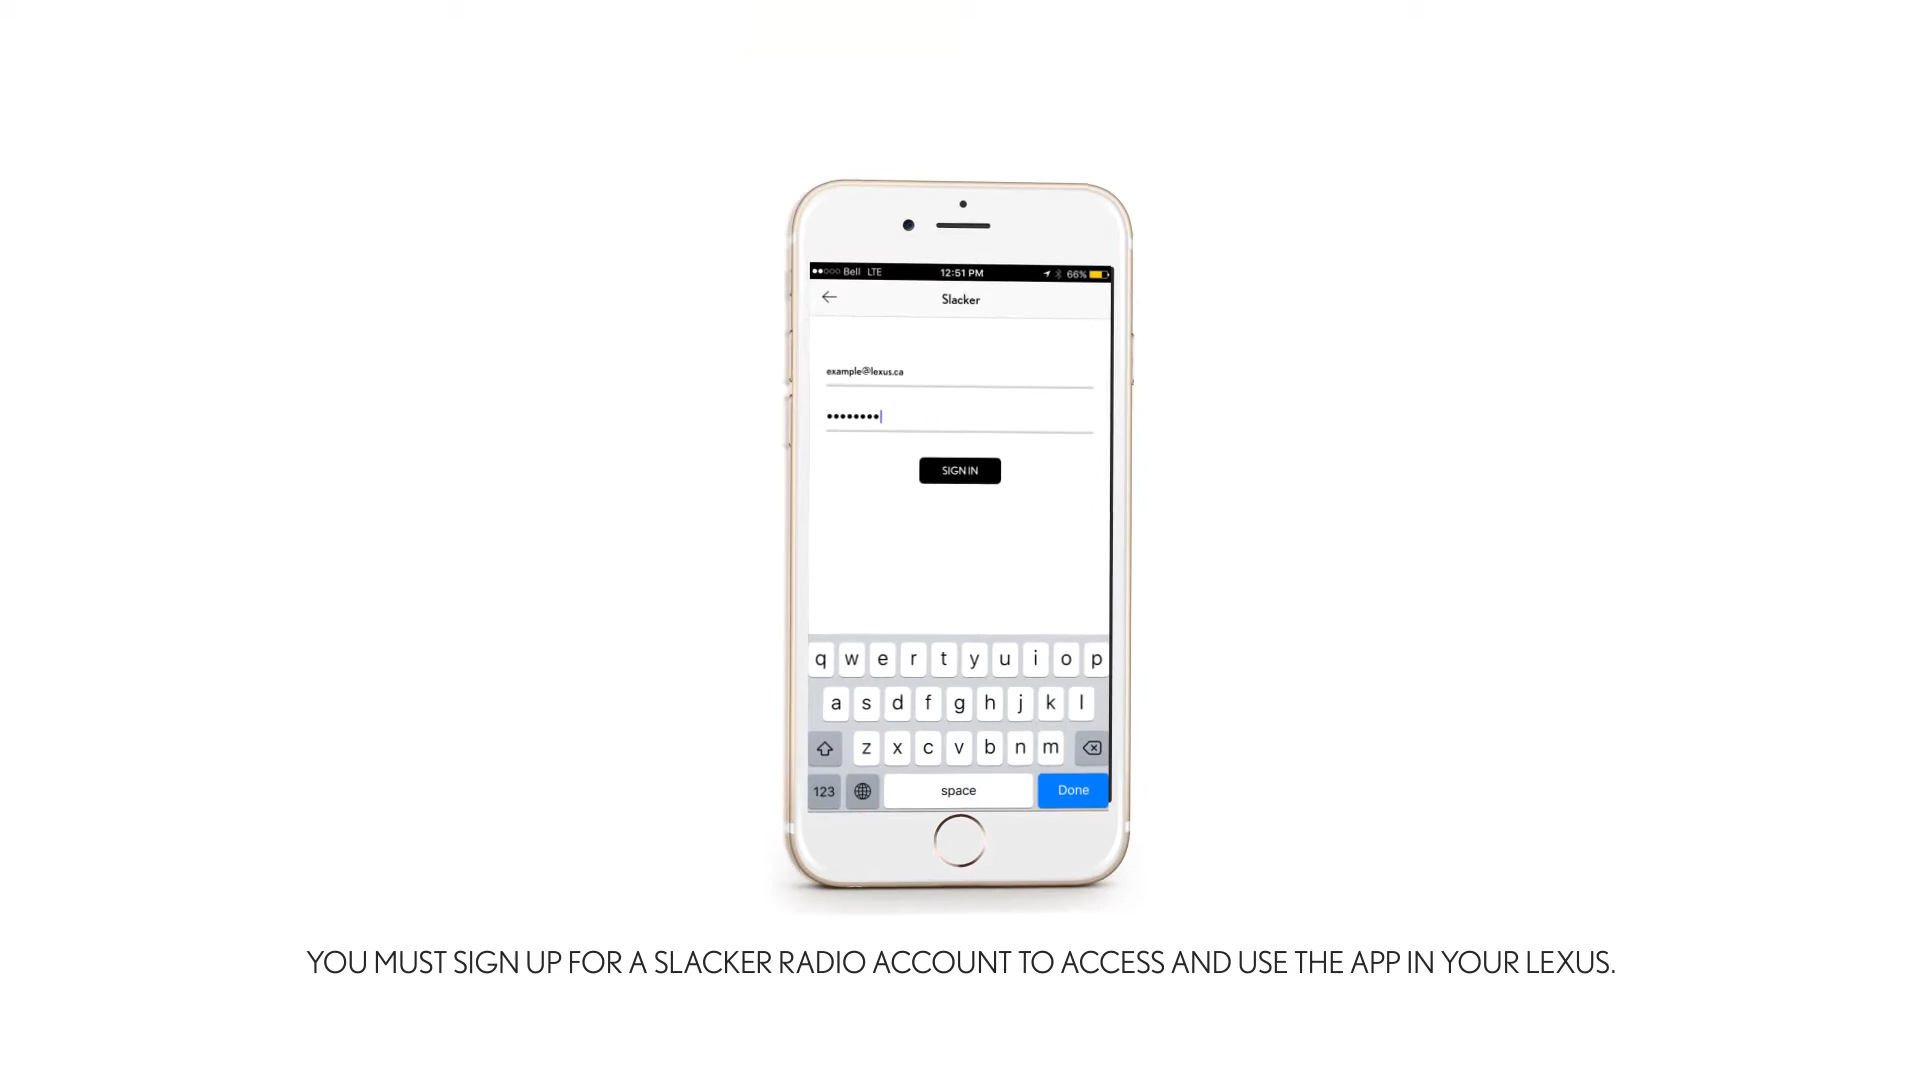 Bell LTE 12:51 PM 66%
Slacker
example@lexus.ca
••••••••
SIGN IN
q w e r t y u i o p
a s d f g h j k l
z x c v b n m
123 space Done
YOU MUST SIGN UP FOR A SLACKER RADIO ACCOUNT TO ACCESS AND USE THE APP IN YOUR LEXUS.